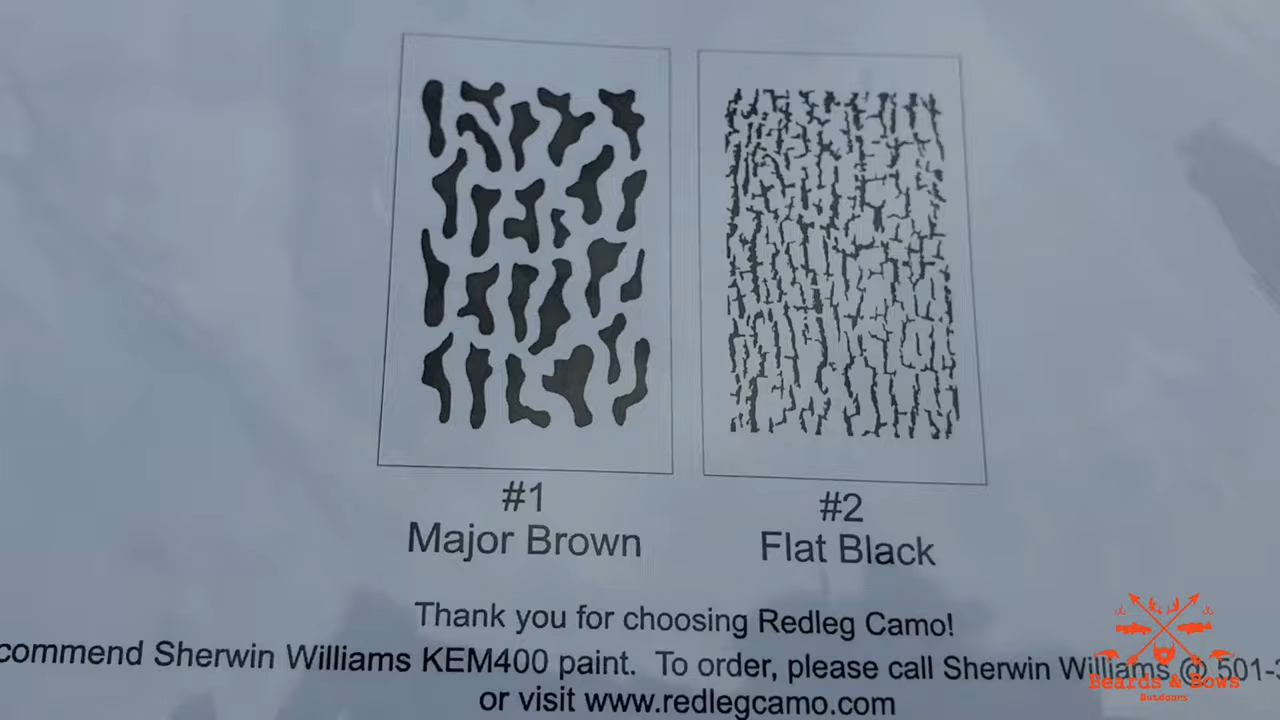 #1
Major Brown
#2
Flat Black
Thank you for choosing Redleg Camo!
commend Sherwin Williams KEM400 paint. To order, please call Sherwin Williams @ 501-3
or visit www.redlegcamo.com
Beards & Bows
Outdoors